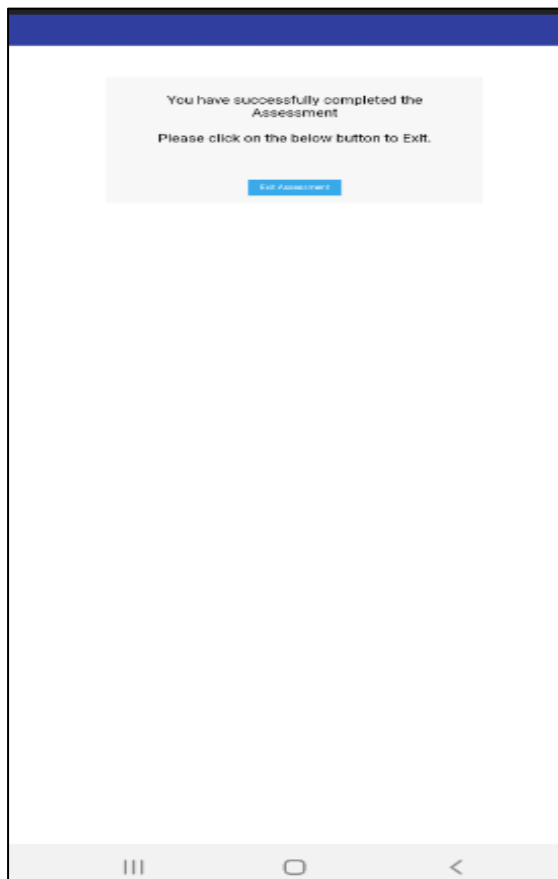 You have successfully completed the
Assessment
Please click on the below button to Exit.
Exit Assessment